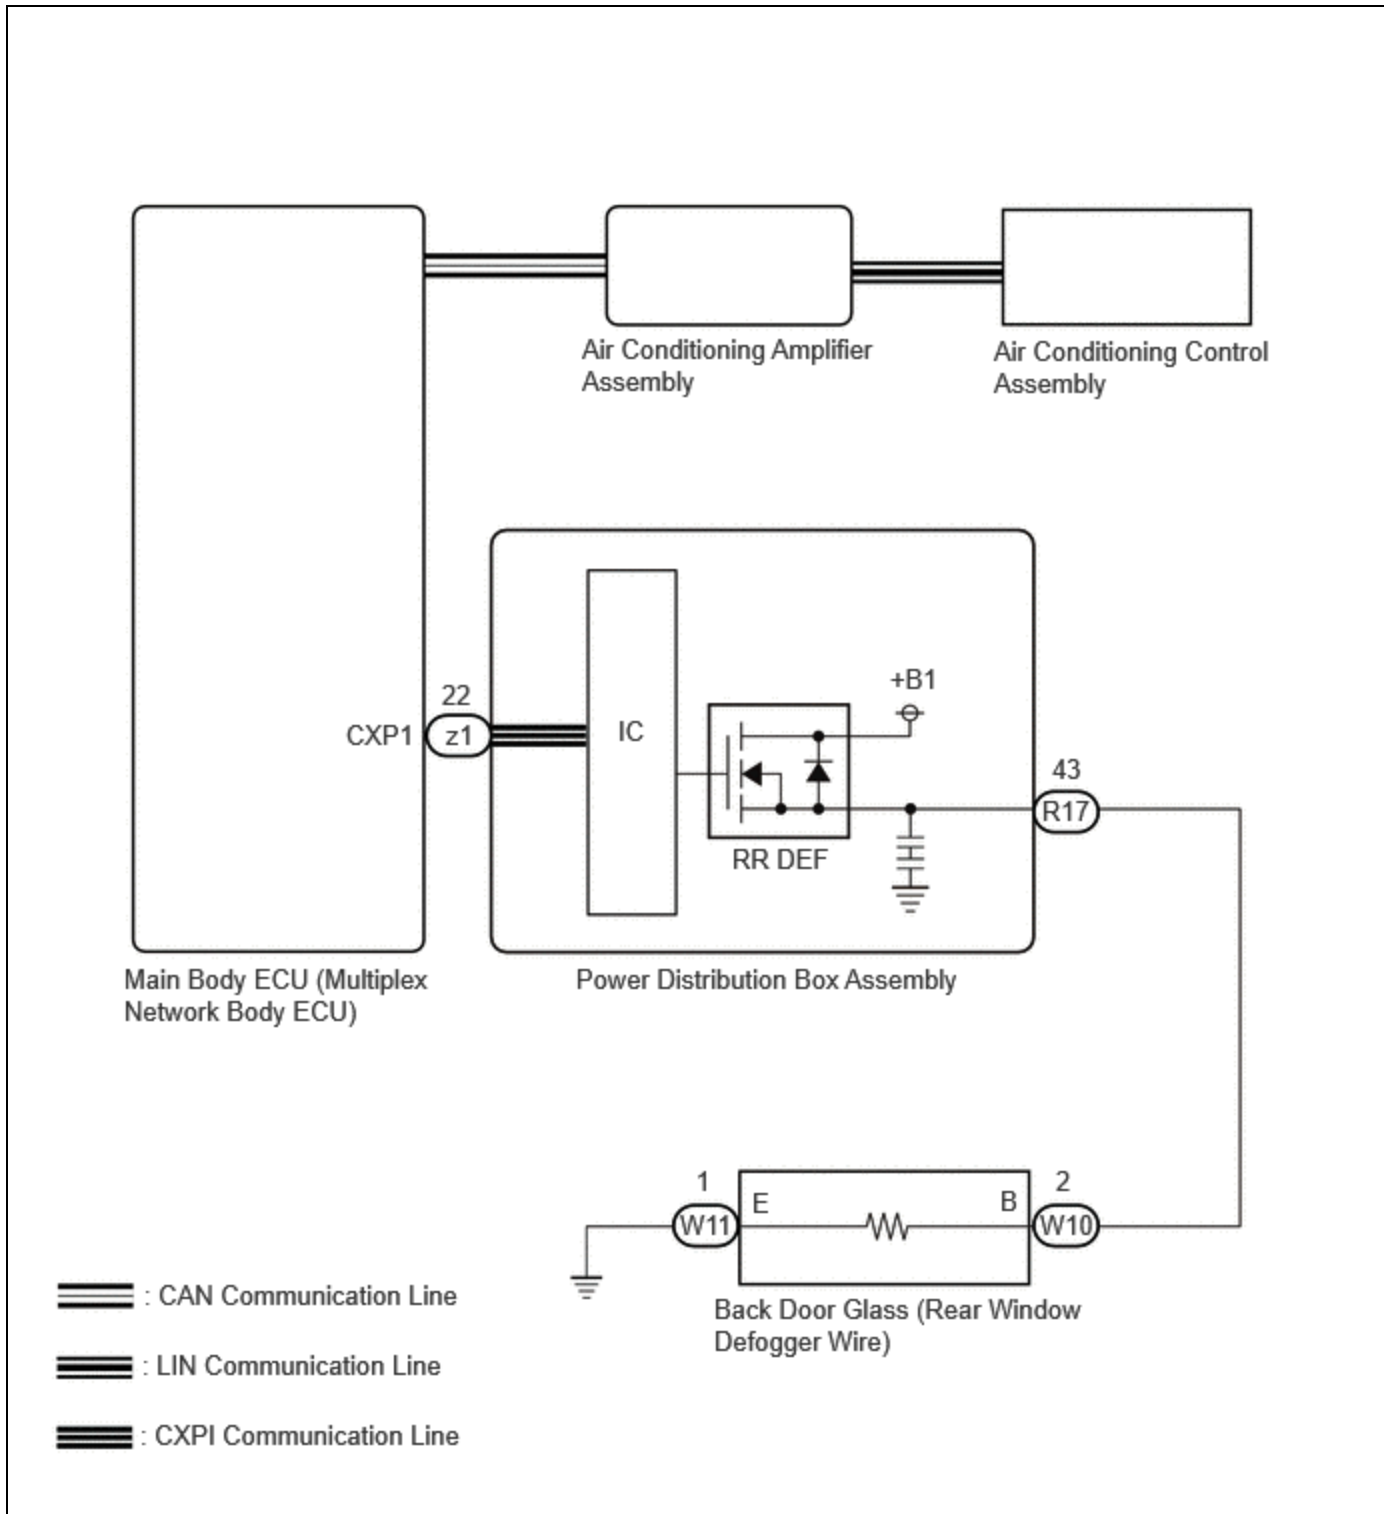 Air Conditioning Amplifier
Assembly
Air Conditioning Control
Assembly
+B1
22
IC
CXP1
z1
43
R17
RR DEF
Main Body ECU (Multiplex
Network Body ECU)
Power Distribution Box Assembly
1
2
E
B
W11
W10
: CAN Communication Line
Back Door Glass (Rear Window
Defogger Wire)
: LIN Communication Line
: CXPI Communication Line